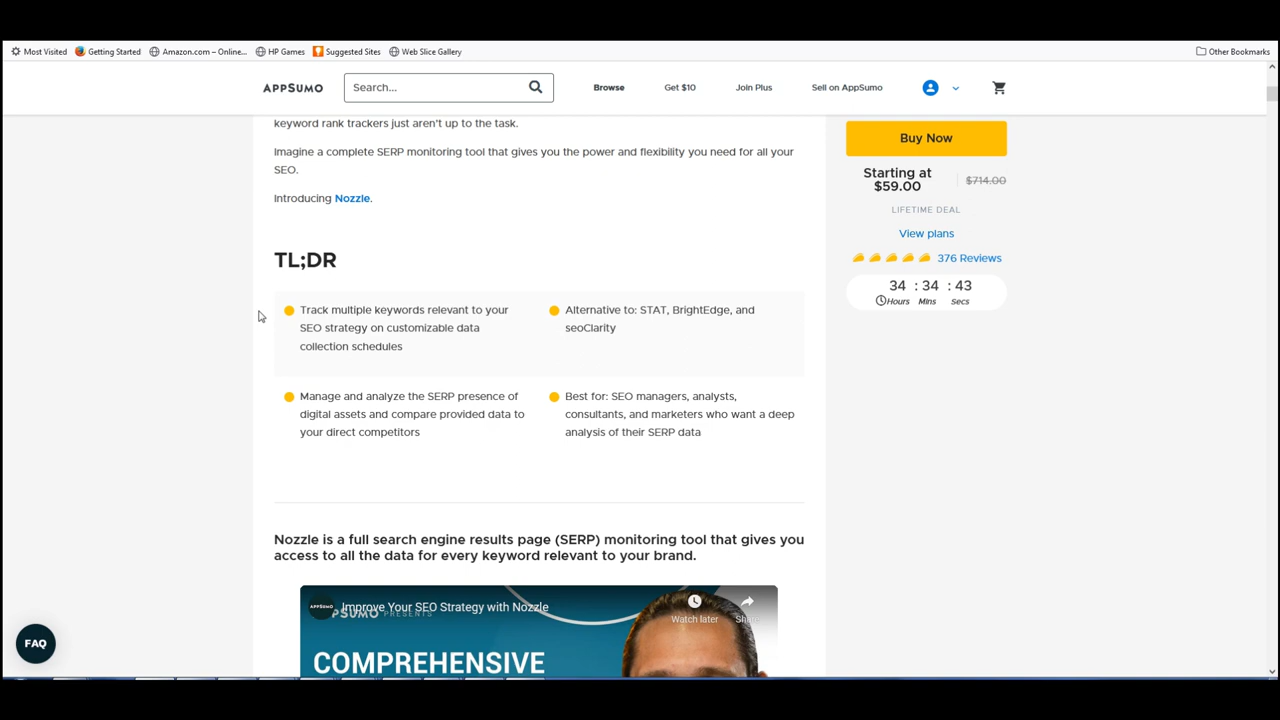 Most Visited Getting Started Amazon.com – Online... HP Games Suggested Sites Web Slice Gallery Other Bookmarks
APPSUMO Search... Browse Get $10 Join Plus Sell on AppSumo
keyword rank trackers just aren't up to the task.
Imagine a complete SERP monitoring tool that gives you the power and flexibility you need for all your
SEO.
Introducing Nozzle.
TL;DR
Track multiple keywords relevant to your
SEO strategy on customizable data
collection schedules
Alternative to: STAT, BrightEdge, and
seoClarity
Manage and analyze the SERP presence of
digital assets and compare provided data to
your direct competitors
Best for: SEO managers, analysts,
consultants, and marketers who want a deep
analysis of their SERP data
Nozzle is a full search engine results page (SERP) monitoring tool that gives you
access to all the data for every keyword relevant to your brand.
APPSUMO
Improve Your SEO Strategy with Nozzle
PRESENTS
Watch later
COMPREHENSIVE
Buy Now
Starting at
$59.00
$714.00
LIFETIME DEAL
View plans
376 Reviews
34 : 34 : 43
Hours Mins Secs
FAQ